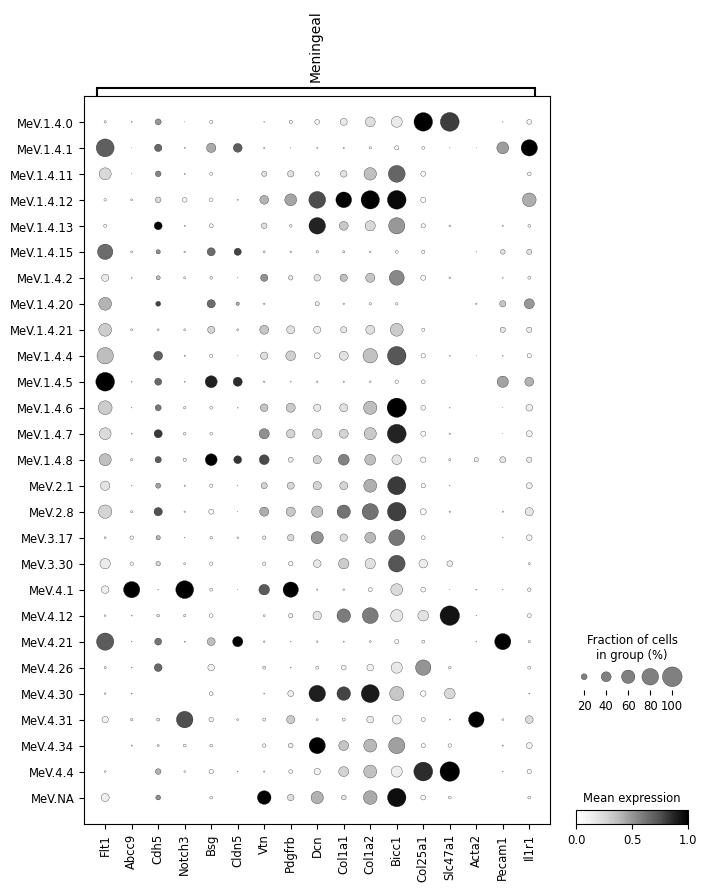 Meningeal
MeV.1.4.0
MeV.1.4.1
MeV.1.4.11
MeV.1.4.12
MeV.1.4.13
MeV.1.4.15
MeV.1.4.2
MeV.1.4.20
MeV.1.4.21
MeV.1.4.4
MeV.1.4.5
MeV.1.4.6
MeV.1.4.7
MeV.1.4.8
MeV.2.1
MeV.2.8
MeV.3.17
MeV.3.30
MeV.4.1
MeV.4.12
MeV.4.21
MeV.4.26
MeV.4.30
MeV.4.31
MeV.4.34
MeV.4.4
MeV.NA
Flt1 Abcc9 Cdh5 Notch3 Bsg Cldn5 Vtn Pdgfrb Dcn Col1a1 Col1a2 Bicc1 Col25a1 Slc47a1 Acta2 Pecam1 Il1r1
Fraction of cells
in group (%)
20 40 60 80 100
Mean expression
0.0 0.5 1.0